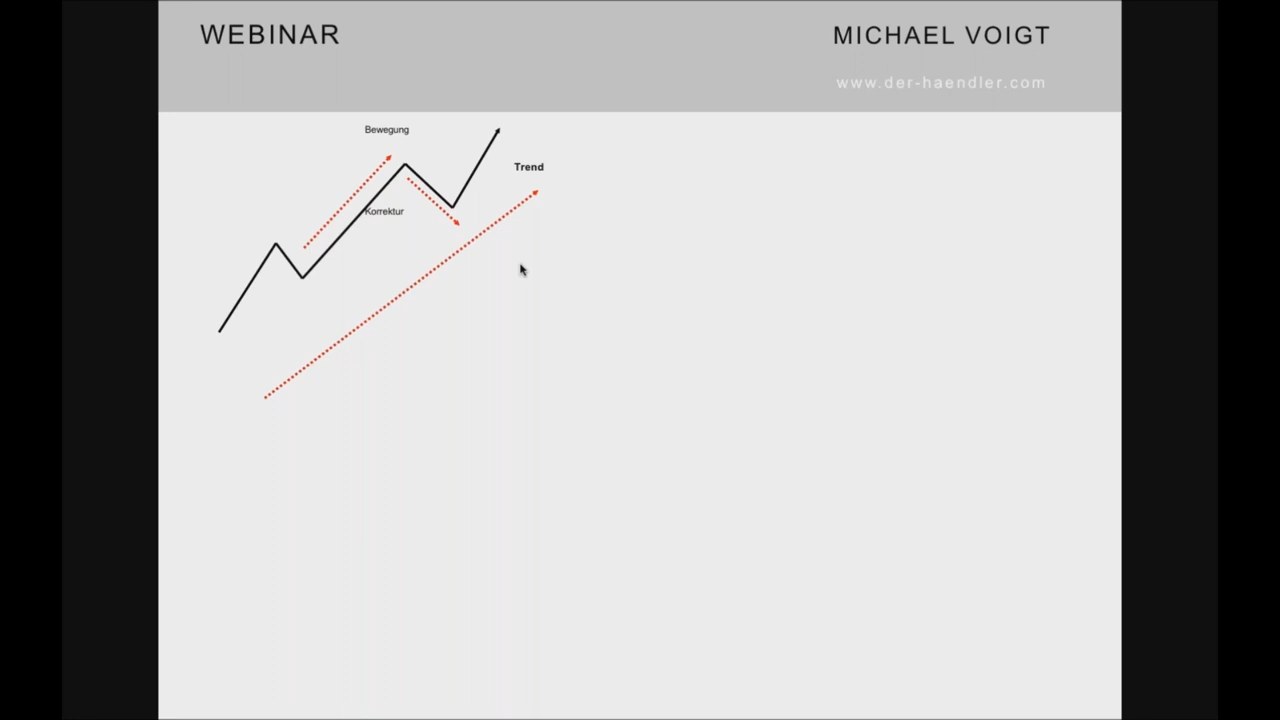 WEBINAR
MICHAEL VOIGT
www.der-haendler.com
Bewegung
Trend
Korrektur